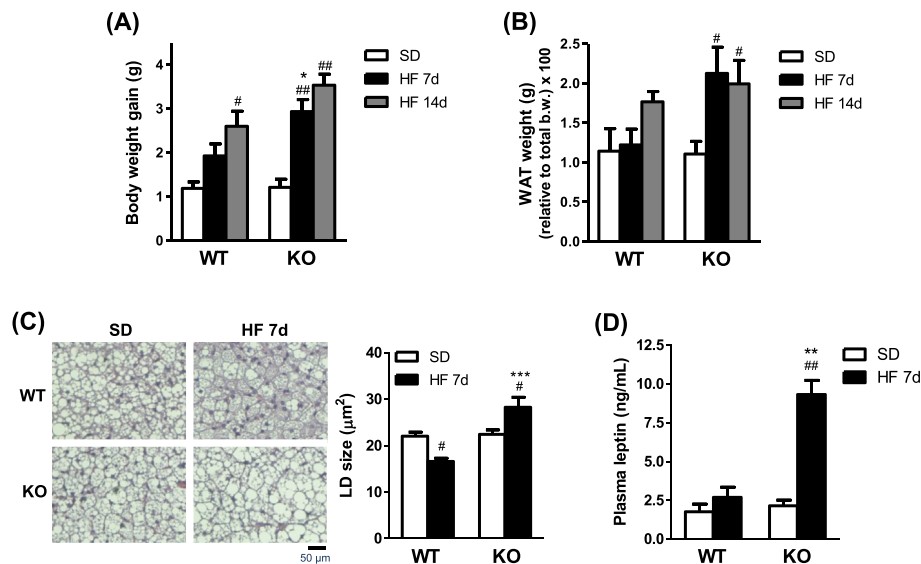 (A)
Body weight gain (g)
5
4
3
2
1
0
#
*
##
##
WT
KO
SD
HF 7d
HF 14d
(B)
WAT weight (g)
(relative to total b.w.) x 100
2.5
2.0
1.5
1.0
0.5
0.0
#
#
WT
KO
SD
HF 7d
HF 14d
(C)
SD
HF 7d
WT
KO
50 µm
LD size (µm²)
40
30
20
10
0
SD
HF 7d
#
***
#
WT
KO
(D)
Plasma leptin (ng/mL)
12.5
10.0
7.5
5.0
2.5
0.0
**
##
WT
KO
SD
HF 7d